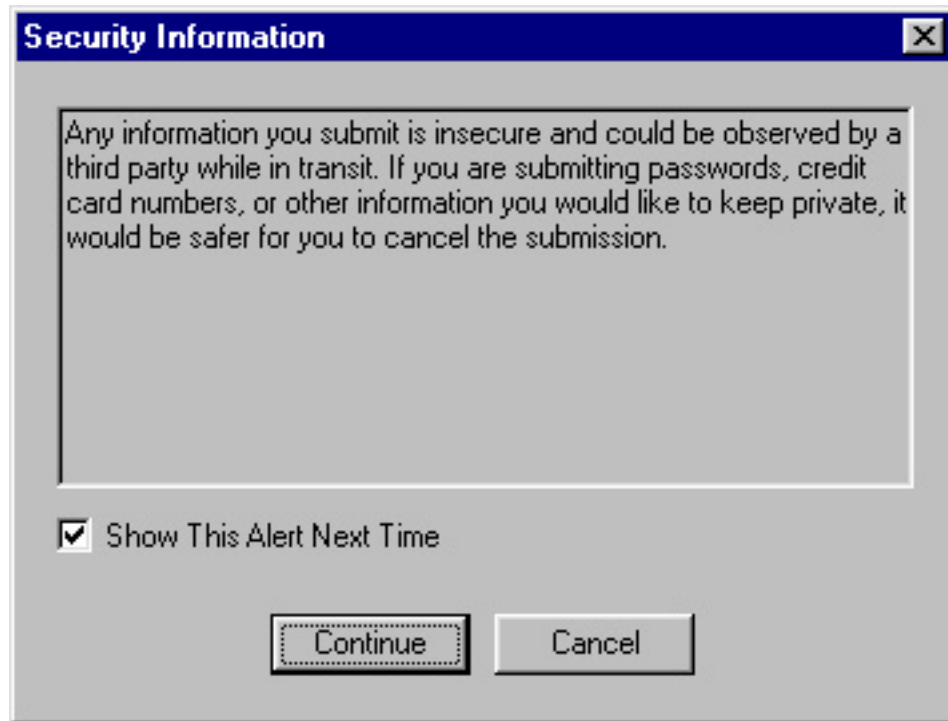 Security Information
Any information you submit is insecure and could be observed by a
third party while in transit. If you are submitting passwords, credit
card numbers, or other information you would like to keep private, it
would be safer for you to cancel the submission.
Show This Alert Next Time
Continue
Cancel